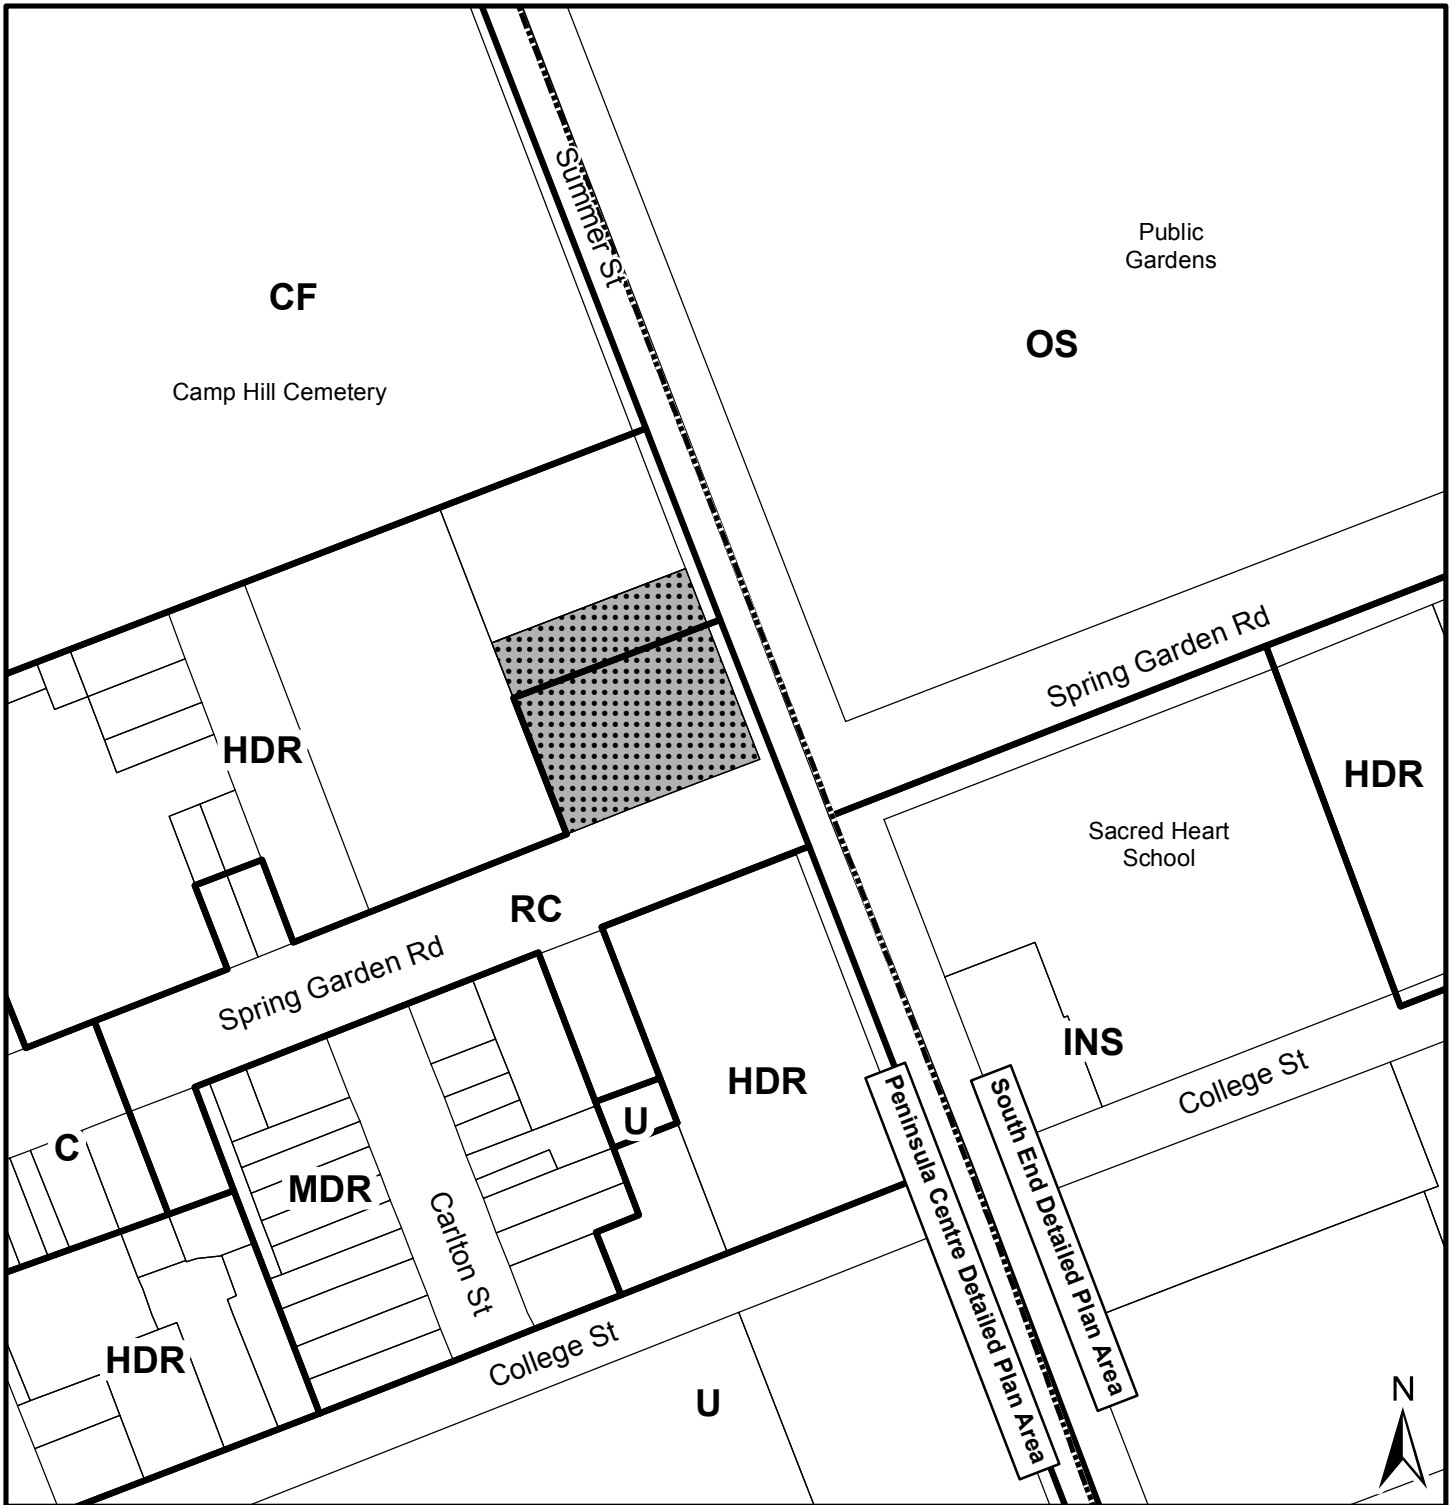 Summer St
Public
Gardens
CF
OS
Camp Hill Cemetery
Spring Garden Rd
HDR
HDR
Sacred Heart
School
RC
Spring Garden Rd
INS
HDR
College St
U
C
MDR
Peninsula Centre Detailed Plan Area
South End Detailed Plan Area
Carlton St
HDR
College St
U
N